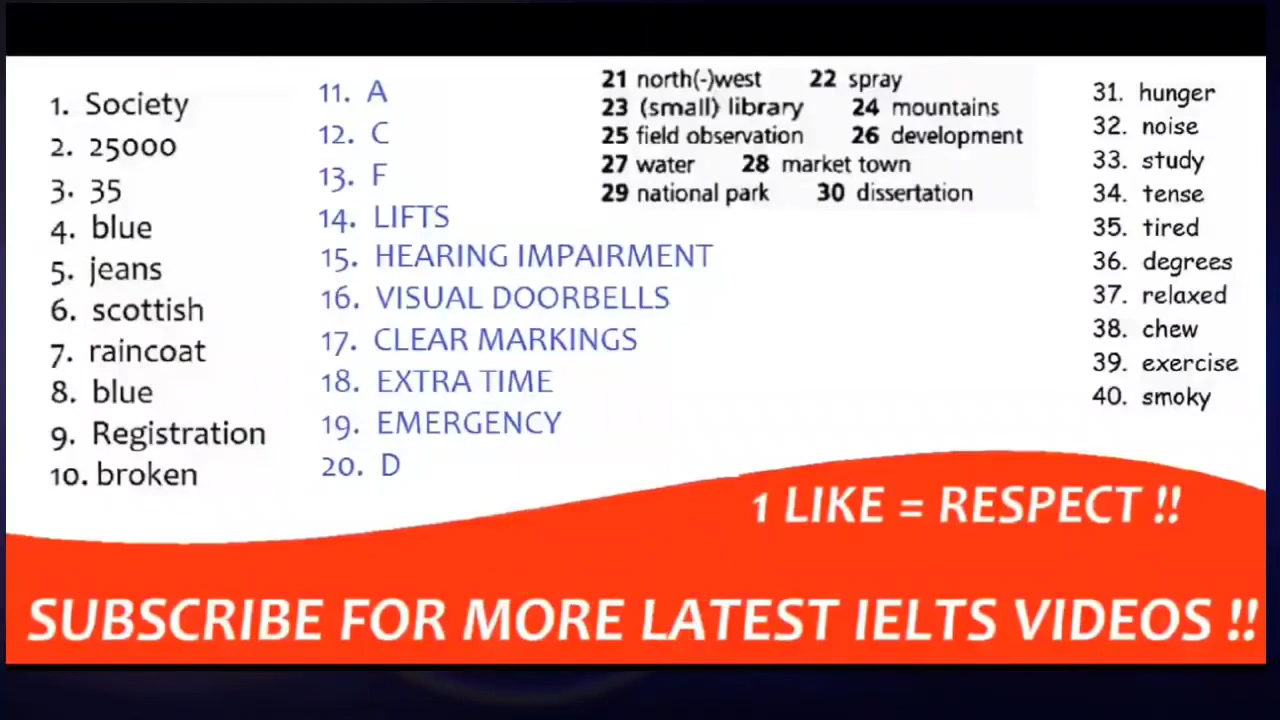 1. Society
2. 25000
3. 35
4. blue
5. jeans
6. scottish
7. raincoat
8. blue
9. Registration
10. broken
11. A
12. C
13. F
14. LIFTS
15. HEARING IMPAIRMENT
16. VISUAL DOORBELLS
17. CLEAR MARKINGS
18. EXTRA TIME
19. EMERGENCY
20. D
21 north(-)west 22 spray
23 (small) library 24 mountains
25 field observation 26 development
27 water 28 market town
29 national park 30 dissertation
31. hunger
32. noise
33. study
34. tense
35. tired
36. degrees
37. relaxed
38. chew
39. exercise
40. smoky
1 LIKE = RESPECT !!
SUBSCRIBE FOR MORE LATEST IELTS VIDEOS !!